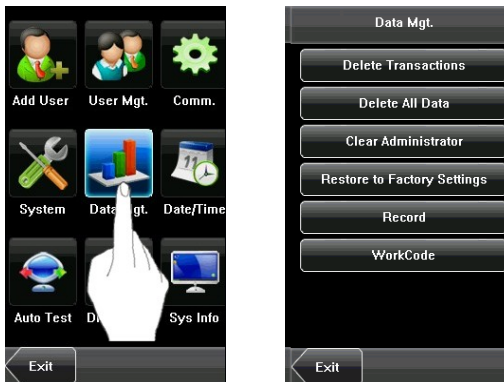 Add User User Mgt. Comm.
System Data Mgt. Date/Time
Auto Test Sys Info
Exit
Data Mgt.
Delete Transactions
Delete All Data
Clear Administrator
Restore to Factory Settings
Record
WorkCode
Exit